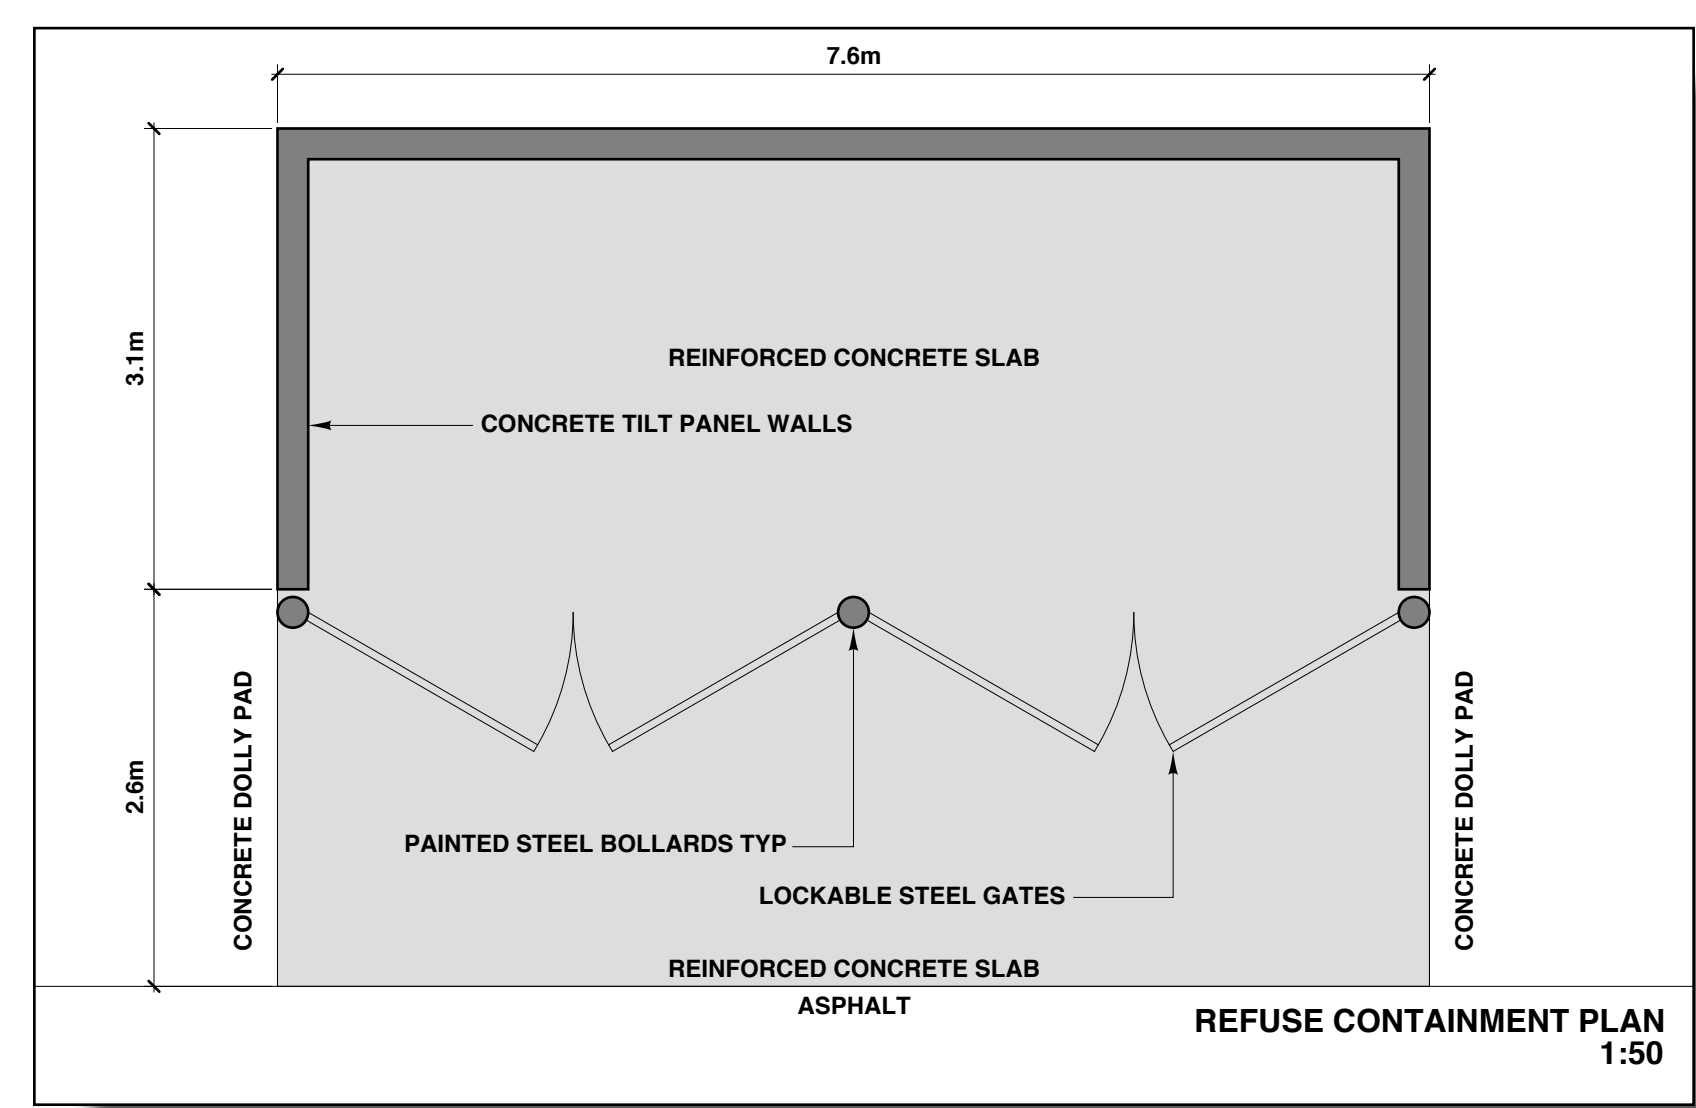 7.6m
3.1m
REINFORCED CONCRETE SLAB
CONCRETE TILT PANEL WALLS
2.6m
CONCRETE DOLLY PAD
CONCRETE DOLLY PAD
PAINTED STEEL BOLLARDS TYP
LOCKABLE STEEL GATES
REINFORCED CONCRETE SLAB
ASPHALT
REFUSE CONTAINMENT PLAN
1:50